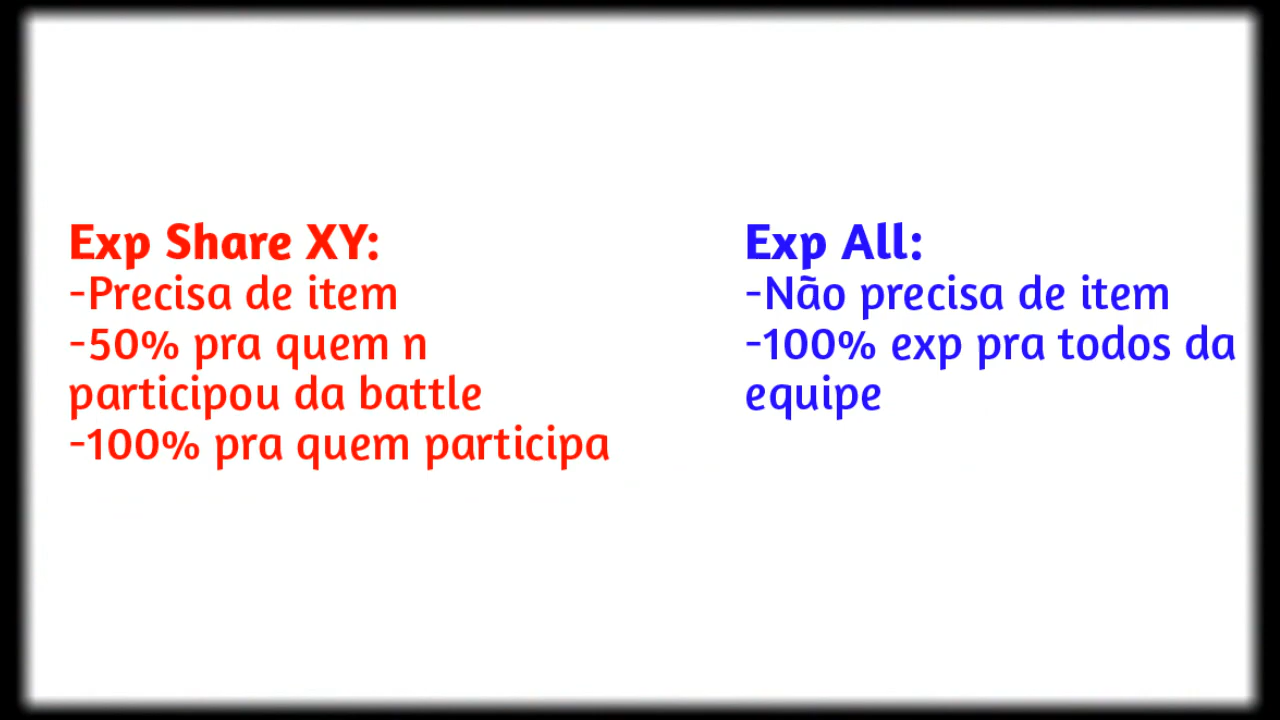 Exp Share XY:
-Precisa de item
-50% pra quem n
participou da battle
-100% pra quem participa
Exp All:
-Não precisa de item
-100% exp pra todos da
equipe